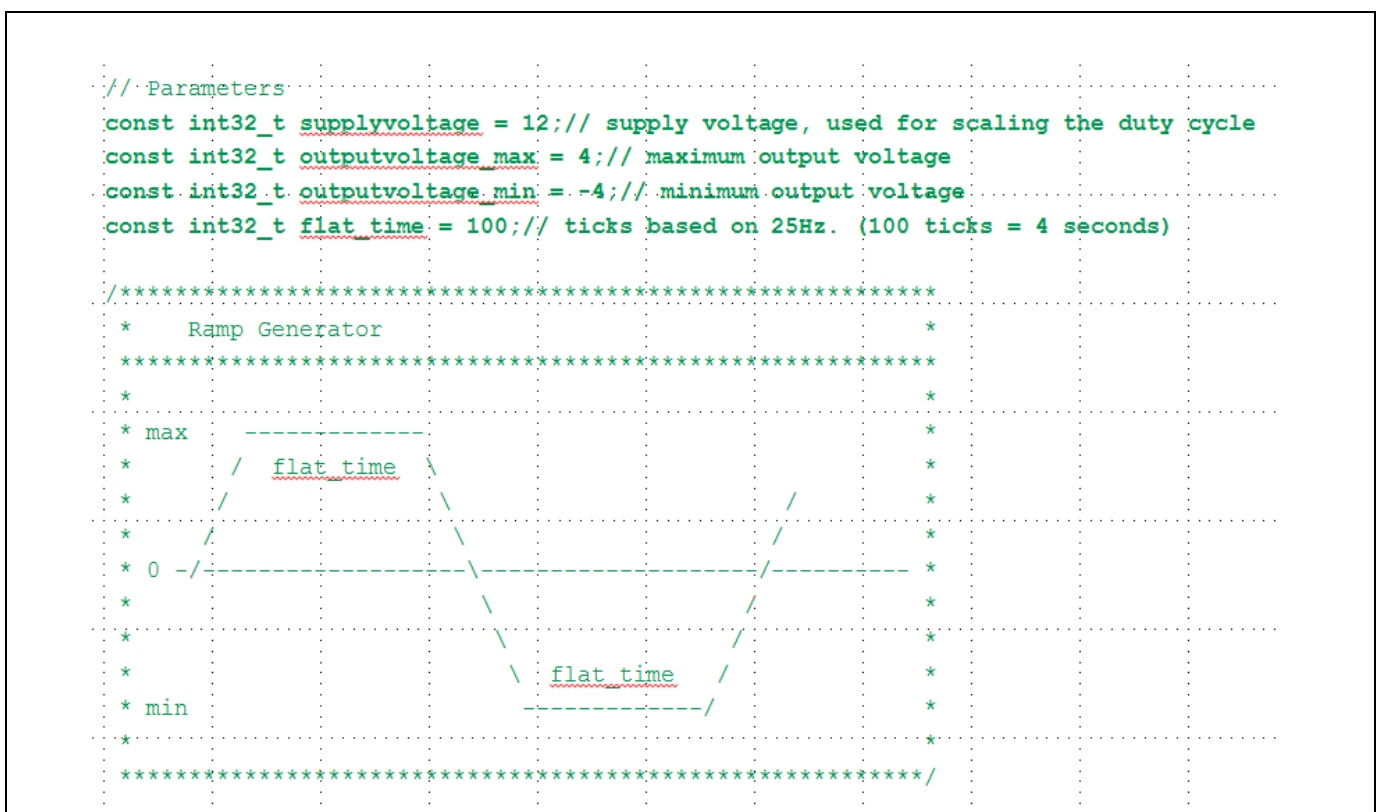 // Parameters
const int32_t supplyvoltage = 12;// supply voltage, used for scaling the duty cycle
const int32_t outputvoltage_max = 4;// maximum output voltage
const int32_t outputvoltage_min = -4;// minimum output voltage
const int32_t flat_time = 100;// ticks based on 25Hz. (100 ticks = 4 seconds)

/***********************************************************
 *    Ramp Generator                                       *
 ***********************************************************
 *                                                         *
 * max    -------------                                    *
 *       /  flat_time  \                                   *
 *      /               \                        /         *
 *     /                 \                      /          *
 * 0 -/-------------------\--------------------/---------- *
 *                         \                  /            *
 *                          \                /             *
 *                           \  flat_time   /              *
 * min                        -------------/               *
 *                                                         *
 **********************************************************/